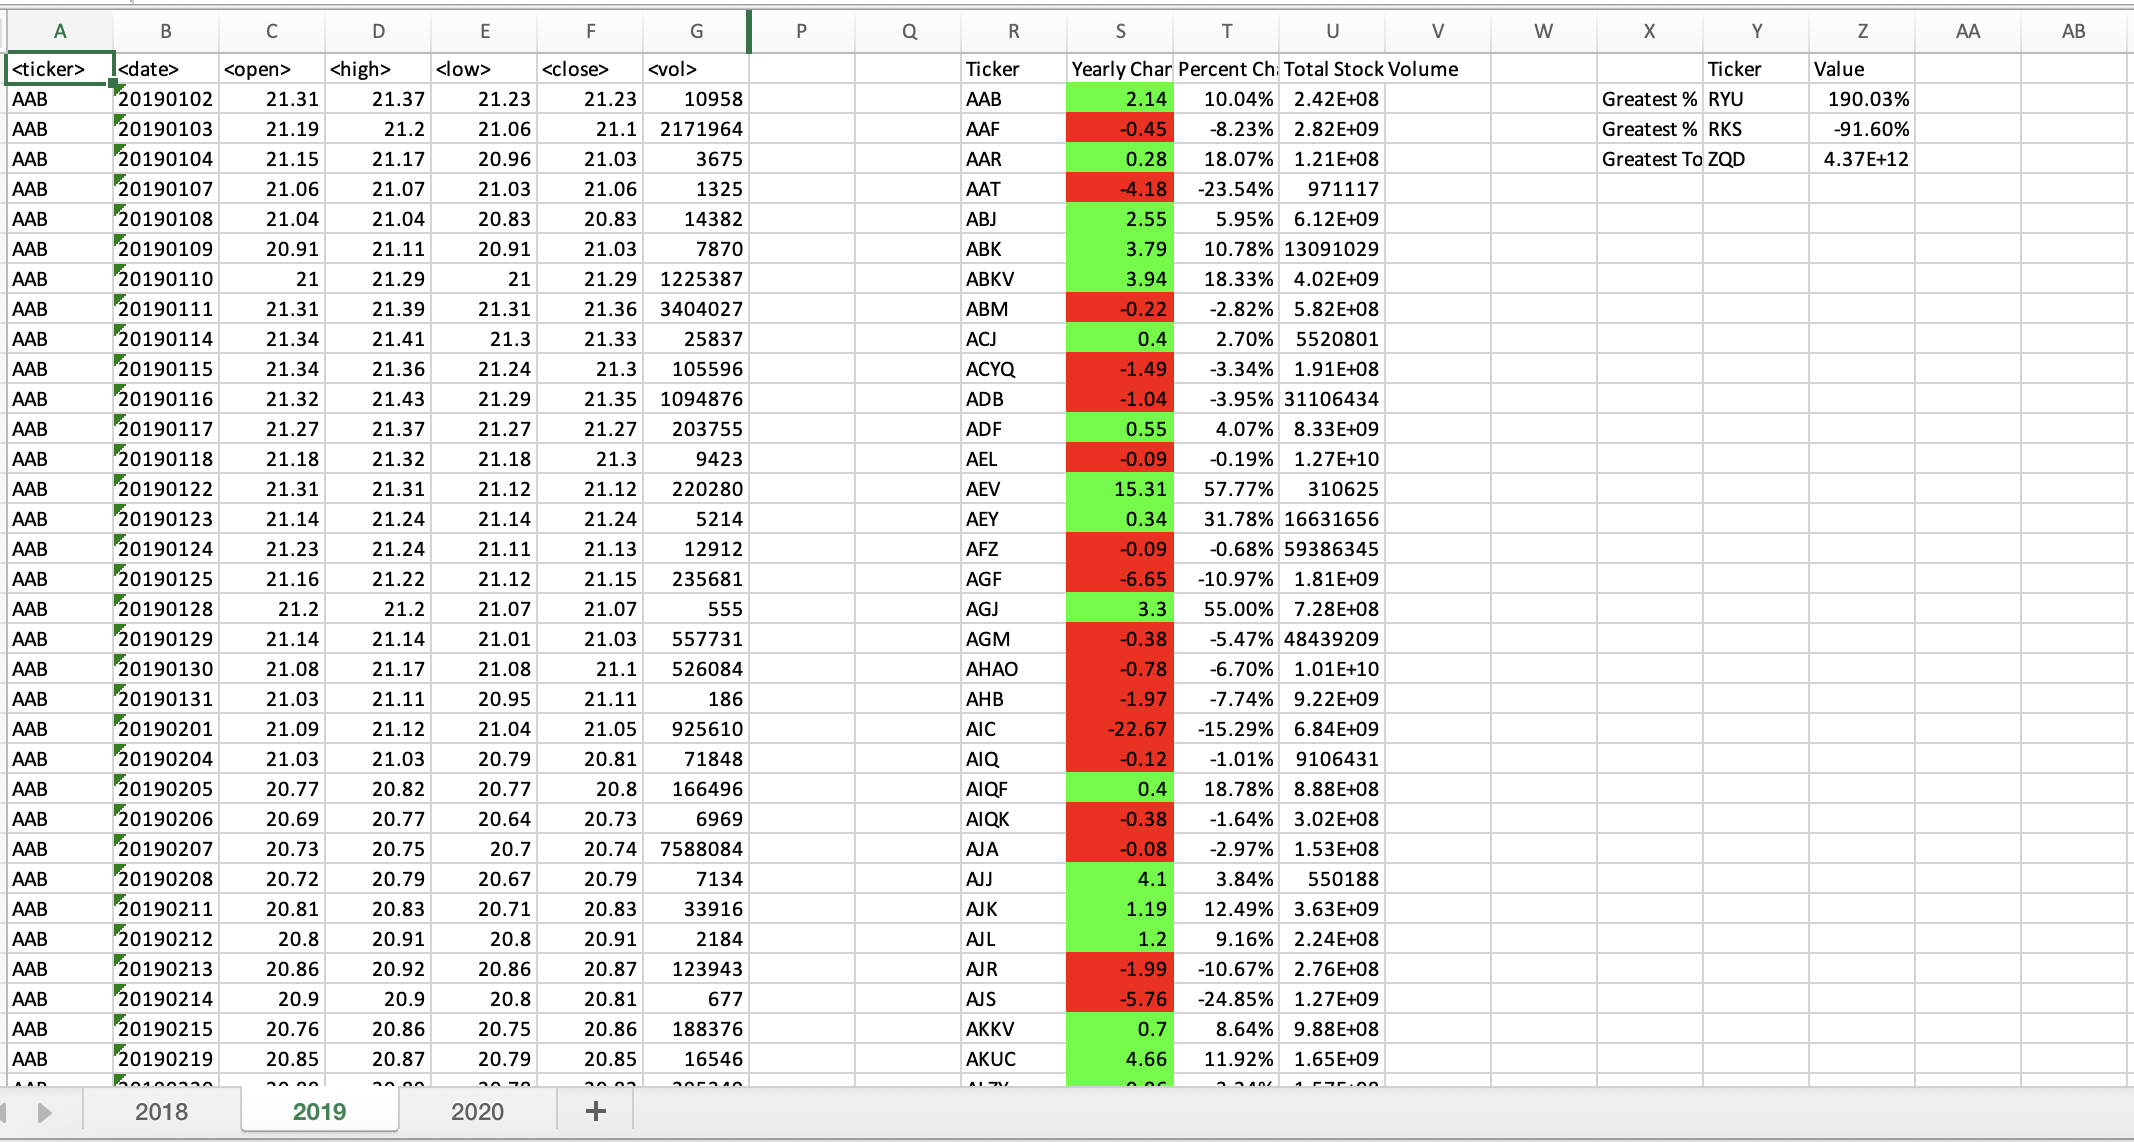 A B C D E F G P Q R S T U V W X Y Z AA AB
<ticker> <date> <open> <high> <low> <close> <vol> Ticker Yearly Char Percent Ch Total Stock Volume Ticker Value
AAB 20190102 21.31 21.37 21.23 21.23 10958 AAB 2.14 10.04% 2.42E+08 Greatest % RYU 190.03%
AAB 20190103 21.19 21.2 21.06 21.1 2171964 AAF -0.45 -8.23% 2.82E+09 Greatest % RKS -91.60%
AAB 20190104 21.15 21.17 20.96 21.03 3675 AAR 0.28 18.07% 1.21E+08 Greatest To ZQD 4.37E+12
AAB 20190107 21.06 21.07 21.03 21.06 1325 AAT -4.18 -23.54% 971117
AAB 20190108 21.04 21.04 20.83 20.83 14382 ABJ 2.55 5.95% 6.12E+09
AAB 20190109 20.91 21.11 20.91 21.03 7870 ABK 3.79 10.78% 13091029
AAB 20190110 21 21.29 21 21.29 1225387 ABKV 3.94 18.33% 4.02E+09
AAB 20190111 21.31 21.39 21.31 21.36 3404027 ABM -0.22 -2.82% 5.82E+08
AAB 20190114 21.34 21.41 21.3 21.33 25837 ACJ 0.4 2.70% 5520801
AAB 20190115 21.34 21.36 21.24 21.3 105596 ACYQ -1.49 -3.34% 1.91E+08
AAB 20190116 21.32 21.43 21.29 21.35 1094876 ADB -1.04 -3.95% 31106434
AAB 20190117 21.27 21.37 21.27 21.27 203755 ADF 0.55 4.07% 8.33E+09
AAB 20190118 21.18 21.32 21.18 21.3 9423 AEL -0.09 -0.19% 1.27E+10
AAB 20190122 21.31 21.31 21.12 21.12 220280 AEV 15.31 57.77% 310625
AAB 20190123 21.14 21.24 21.14 21.24 5214 AEY 0.34 31.78% 16631656
AAB 20190124 21.23 21.24 21.11 21.13 12912 AFZ -0.09 -0.68% 59386345
AAB 20190125 21.16 21.22 21.12 21.15 235681 AGF -6.65 -10.97% 1.81E+09
AAB 20190128 21.2 21.2 21.07 21.07 555 AGJ 3.3 55.00% 7.28E+08
AAB 20190129 21.14 21.14 21.01 21.03 557731 AGM -0.38 -5.47% 48439209
AAB 20190130 21.08 21.17 21.08 21.1 526084 AHAO -0.78 -6.70% 1.01E+10
AAB 20190131 21.03 21.11 20.95 21.11 186 AHB -1.97 -7.74% 9.22E+09
AAB 20190201 21.09 21.12 21.04 21.05 925610 AIC -22.67 -15.29% 6.84E+09
AAB 20190204 21.03 21.03 20.79 20.81 71848 AIQ -0.12 -1.01% 9106431
AAB 20190205 20.77 20.82 20.77 20.8 166496 AIQF 0.4 18.78% 8.88E+08
AAB 20190206 20.69 20.77 20.64 20.73 6969 AIQK -0.38 -1.64% 3.02E+08
AAB 20190207 20.73 20.75 20.7 20.74 7588084 AJA -0.08 -2.97% 1.53E+08
AAB 20190208 20.72 20.79 20.67 20.79 7134 AJJ 4.1 3.84% 550188
AAB 20190211 20.81 20.83 20.71 20.83 33916 AJK 1.19 12.49% 3.63E+09
AAB 20190212 20.8 20.91 20.8 20.91 2184 AJL 1.2 9.16% 2.24E+08
AAB 20190213 20.86 20.92 20.86 20.87 123943 AJR -1.99 -10.67% 2.76E+08
AAB 20190214 20.9 20.9 20.8 20.81 677 AJS -5.76 -24.85% 1.27E+09
AAB 20190215 20.76 20.86 20.75 20.86 188376 AKKV 0.7 8.64% 9.88E+08
AAB 20190219 20.85 20.87 20.79 20.85 16546 AKUC 4.66 11.92% 1.65E+09
2018 2019 2020 +